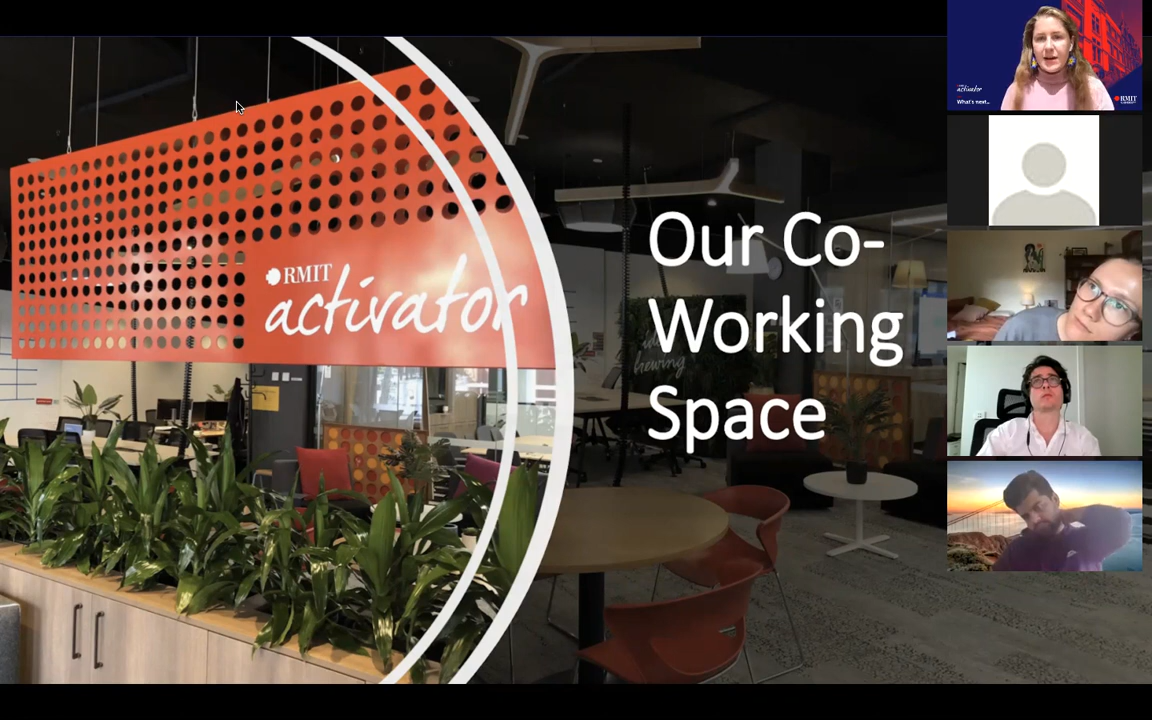 RMIT
activator
Our Co-
Working
Space
activator
What's next...
RMIT